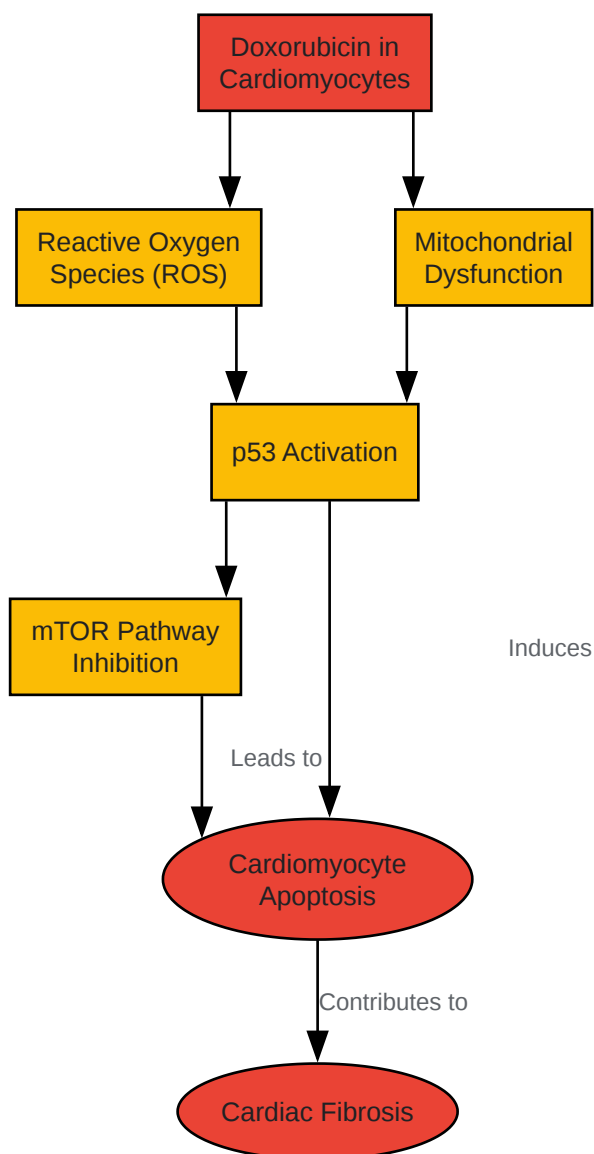 Doxorubicin in
Cardiomyocytes
Reactive Oxygen
Species (ROS)
Mitochondrial
Dysfunction
p53 Activation
mTOR Pathway
Inhibition
Induces
Leads to
Cardiomyocyte
Apoptosis
Contributes to
Cardiac Fibrosis